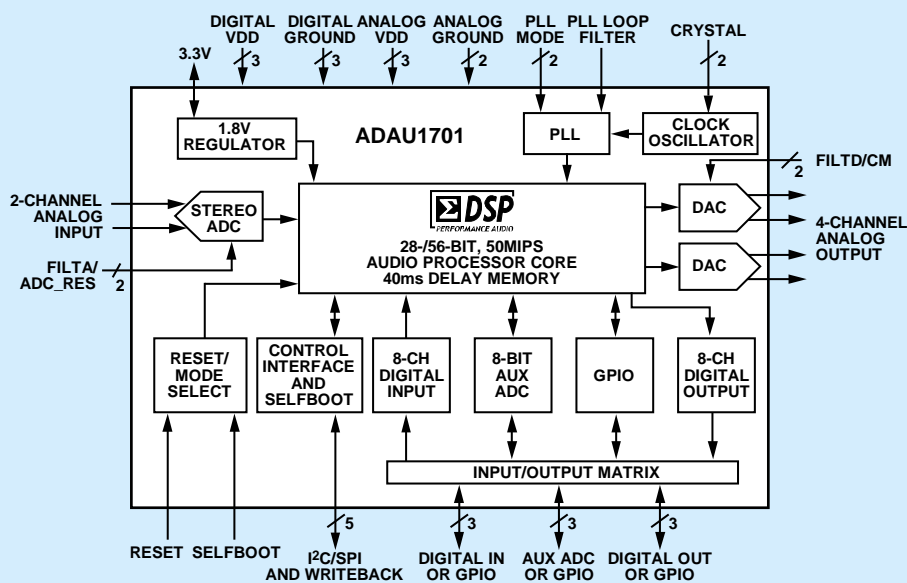 DIGITAL VDD
DIGITAL GROUND
ANALOG VDD
ANALOG GROUND
PLL MODE
PLL LOOP FILTER
CRYSTAL
3.3V
3
3
3
2
2
2
1.8V REGULATOR
ADAU1701
PLL
CLOCK OSCILLATOR
FILTD/CM
2
2-CHANNEL ANALOG INPUT
STEREO ADC
FILTA/ ADC_RES
2
ΣDSP
PERFORMANCE AUDIO
28-/56-BIT, 50MIPS
AUDIO PROCESSOR CORE
40ms DELAY MEMORY
DAC
DAC
4-CHANNEL ANALOG OUTPUT
RESET/ MODE SELECT
CONTROL INTERFACE AND SELFBOOT
8-CH DIGITAL INPUT
8-BIT AUX ADC
GPIO
8-CH DIGITAL OUTPUT
INPUT/OUTPUT MATRIX
5
3
3
3
RESET
SELFBOOT
I²C/SPI AND WRITEBACK
DIGITAL IN OR GPIO
AUX ADC OR GPIO
DIGITAL OUT OR GPIO